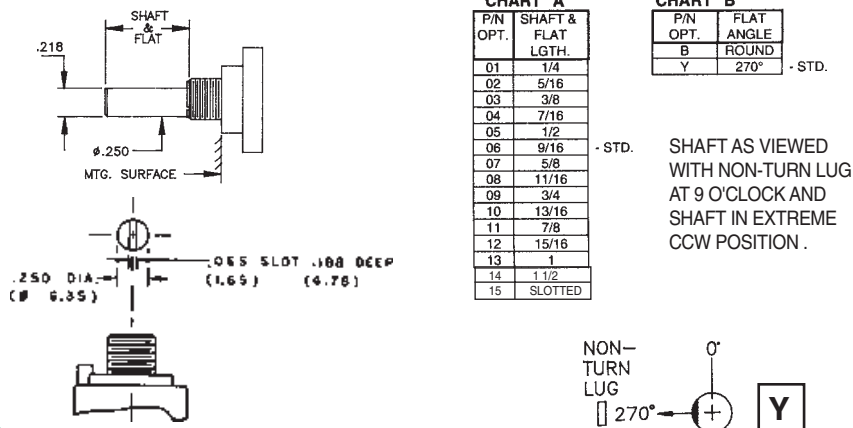 SHAFT
&
FLAT
.218
ø.250
MTG. SURFACE
.250 DIA.
(Ø 6.35)
.065 SLOT .188 DEEP
(1.65) (4.78)
CHART A
P/N OPT. SHAFT & FLAT LGTH.
01 1/4
02 5/16
03 3/8
04 7/16
05 1/2
06 9/16 - STD.
07 5/8
08 11/16
09 3/4
10 13/16
11 7/8
12 15/16
13 1
14 1 1/2
15 SLOTTED
CHART B
P/N OPT. FLAT ANGLE
B ROUND
Y 270° - STD.
SHAFT AS VIEWED
WITH NON-TURN LUG
AT 9 O'CLOCK AND
SHAFT IN EXTREME
CCW POSITION .
NON-
TURN
LUG
0°
270°
Y